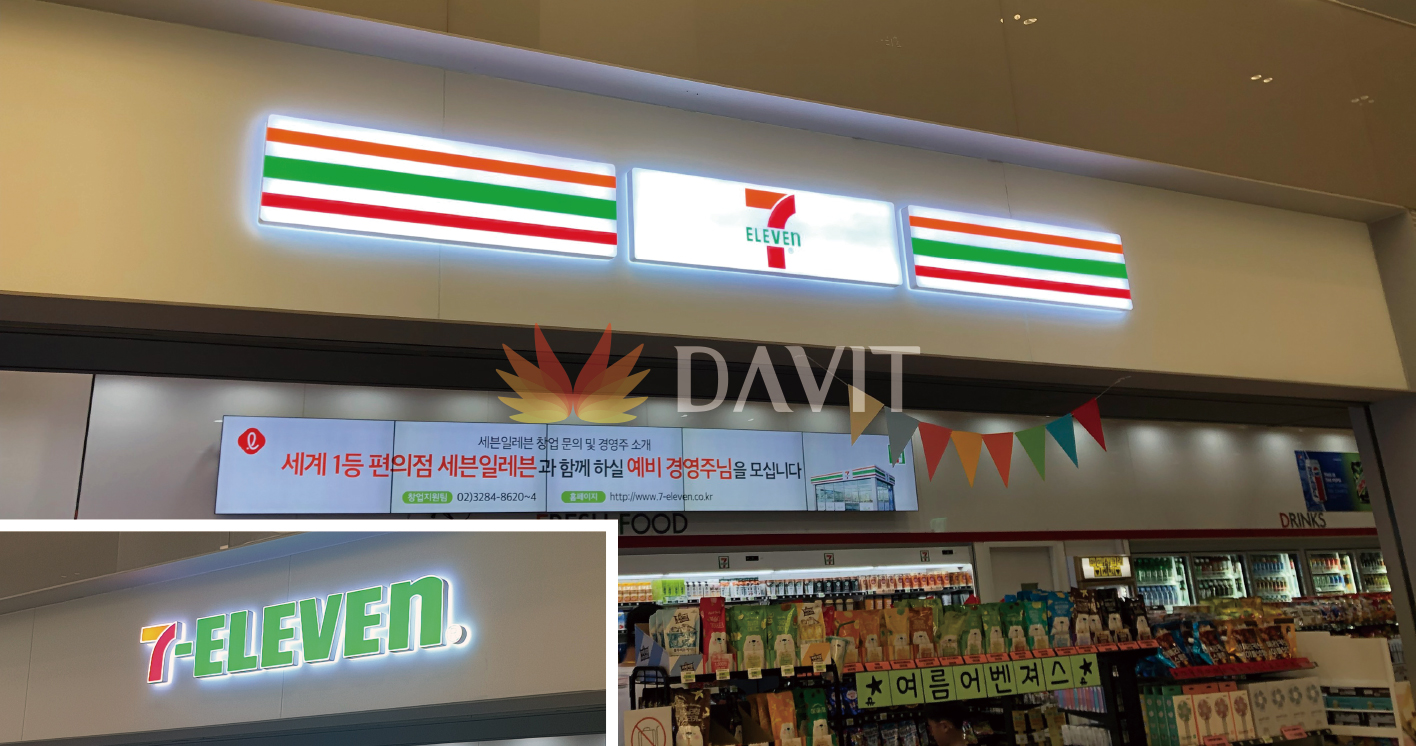 7
ELEVEn
DAVIT
세븐일레븐 창업 문의 및 경영주 소개
세계 1등 편의점 세븐일레븐과 함께 하실 예비 경영주님을 모십니다
창업지원팀 02)3284-8620~4 홈페이지 http://www.7-eleven.co.kr
FRESH FOOD
DRINKS
7-ELEVEn
여름어벤져스